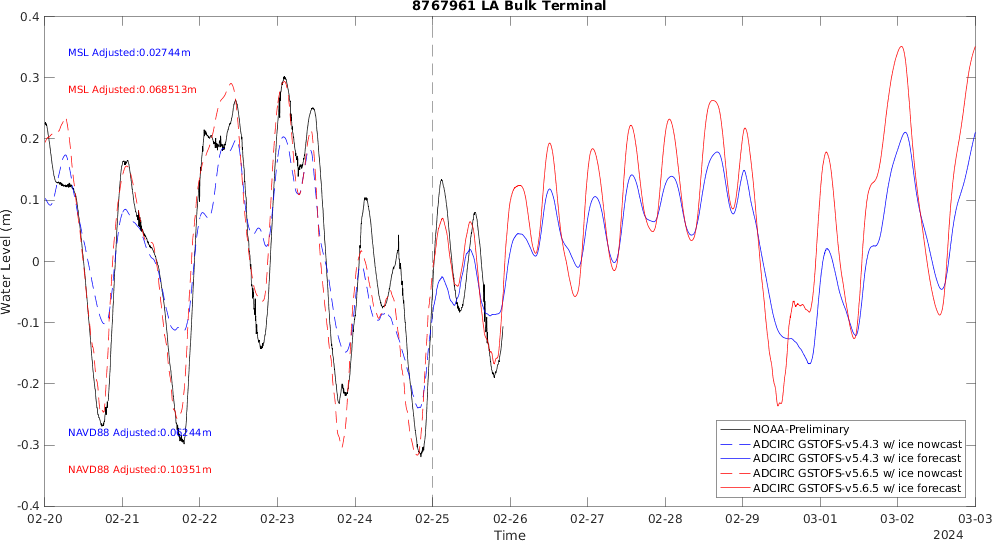 8767961 LA Bulk Terminal
0.4
0.3
0.2
0.1
0
-0.1
-0.2
-0.3
-0.4
Water Level (m)
MSL Adjusted:0.02744m
MSL Adjusted:0.068513m
NAVD88 Adjusted:0.06244m
NAVD88 Adjusted:0.10351m
NOAA-Preliminary
ADCIRC GSTOFS-v5.4.3 w/ ice nowcast
ADCIRC GSTOFS-v5.4.3 w/ ice forecast
ADCIRC GSTOFS-v5.6.5 w/ ice nowcast
ADCIRC GSTOFS-v5.6.5 w/ ice forecast
02-20 02-21 02-22 02-23 02-24 02-25 02-26 02-27 02-28 02-29 03-01 03-02 03-03
Time
2024